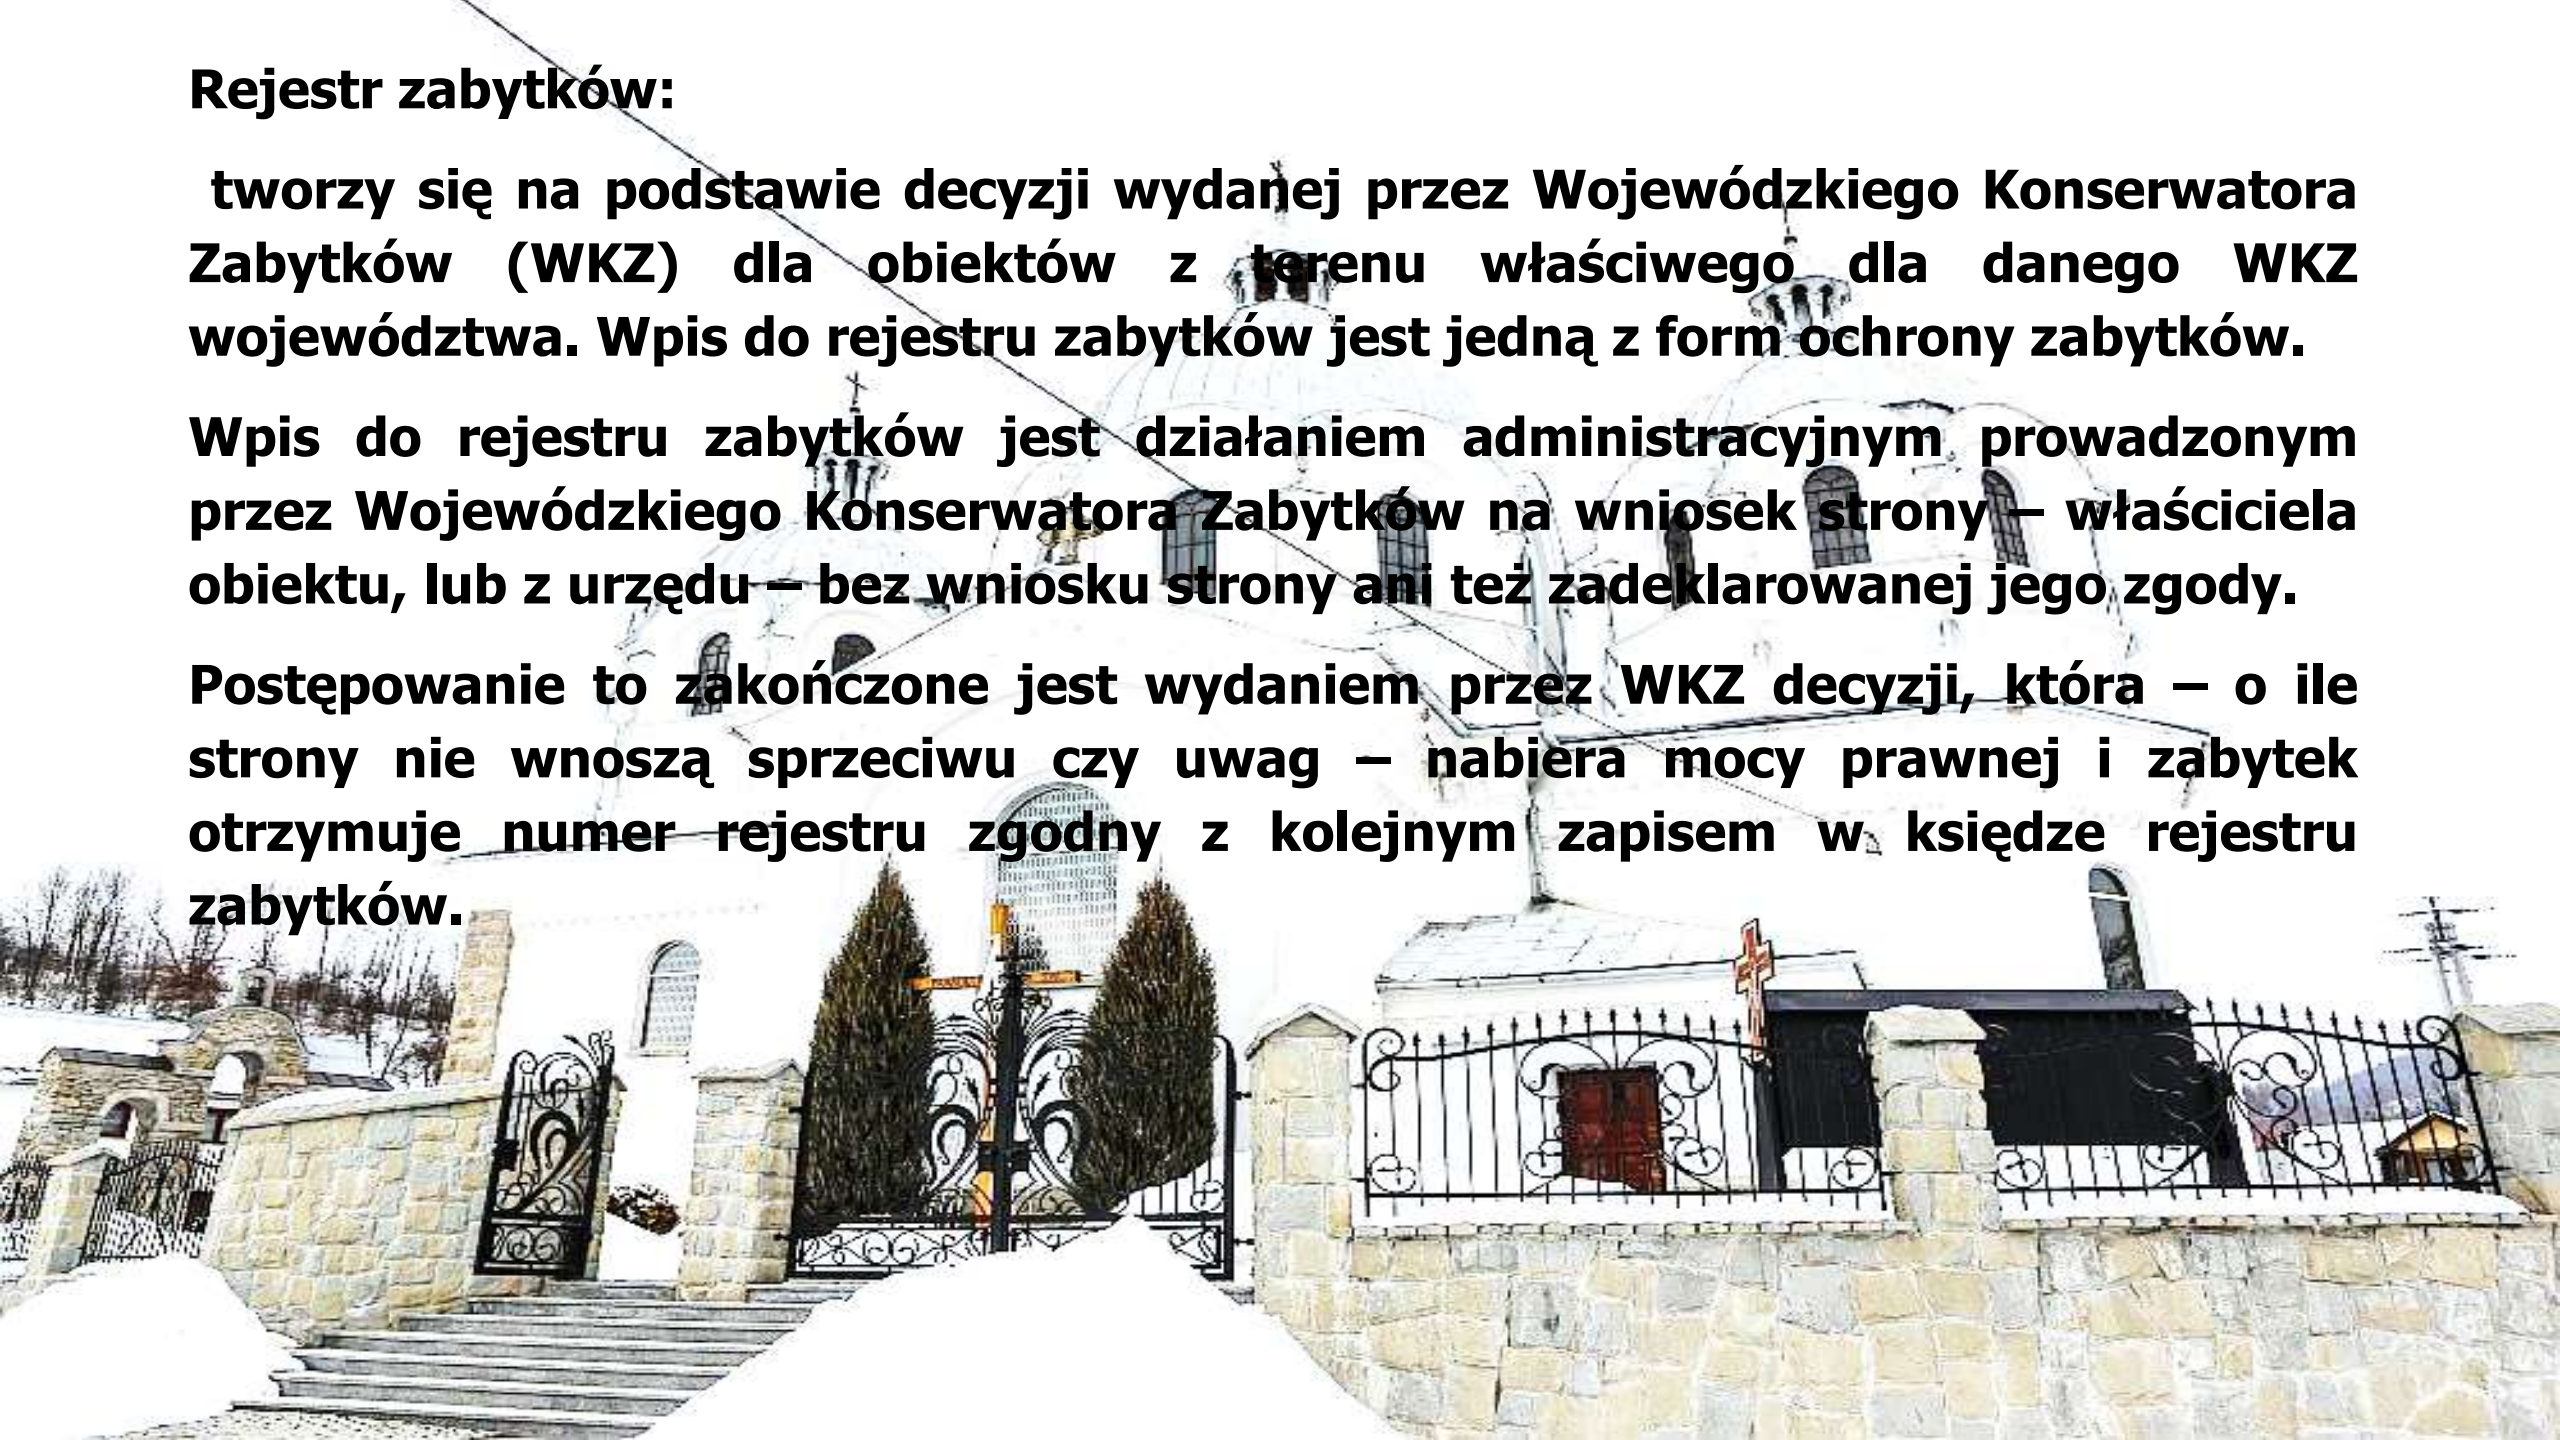 Rejestr zabytków:
tworzy się na podstawie decyzji wydanej przez Wojewódzkiego Konserwatora
Zabytków (WKZ) dla obiektów z terenu właściwego dla danego WKZ
województwa. Wpis do rejestru zabytków jest jedną z form ochrony zabytków.
Wpis do rejestru zabytków jest działaniem administracyjnym prowadzonym
przez Wojewódzkiego Konserwatora Zabytków na wniosek strony – właściciela
obiektu, lub z urzędu – bez wniosku strony ani też zadeklarowanej jego zgody.
Postępowanie to zakończone jest wydaniem przez WKZ decyzji, która – o ile
strony nie wnoszą sprzeciwu czy uwag – nabiera mocy prawnej i zabytek
otrzymuje numer rejestru zgodny z kolejnym zapisem w księdze rejestru
zabytków.